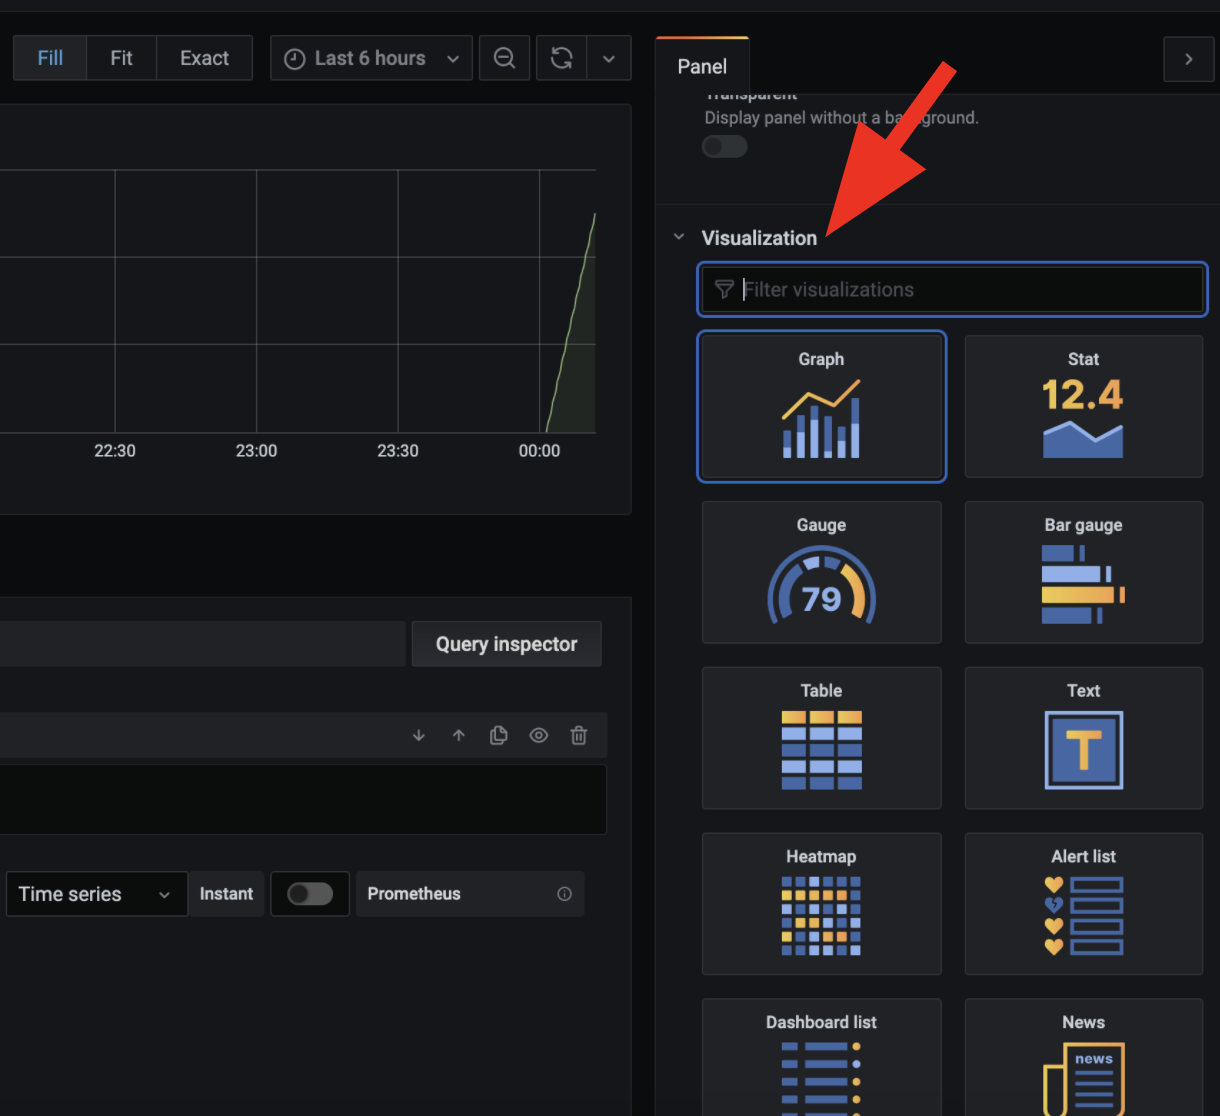 Fill
Fit
Exact
Last 6 hours
22:30
23:00
23:30
00:00
Query inspector
Time series
Instant
Prometheus
Panel
Transparent
Display panel without a background.
Visualization
Filter visualizations
Graph
Stat
12.4
Gauge
79
Bar gauge
Table
Text
T
Heatmap
Alert list
Dashboard list
News
news